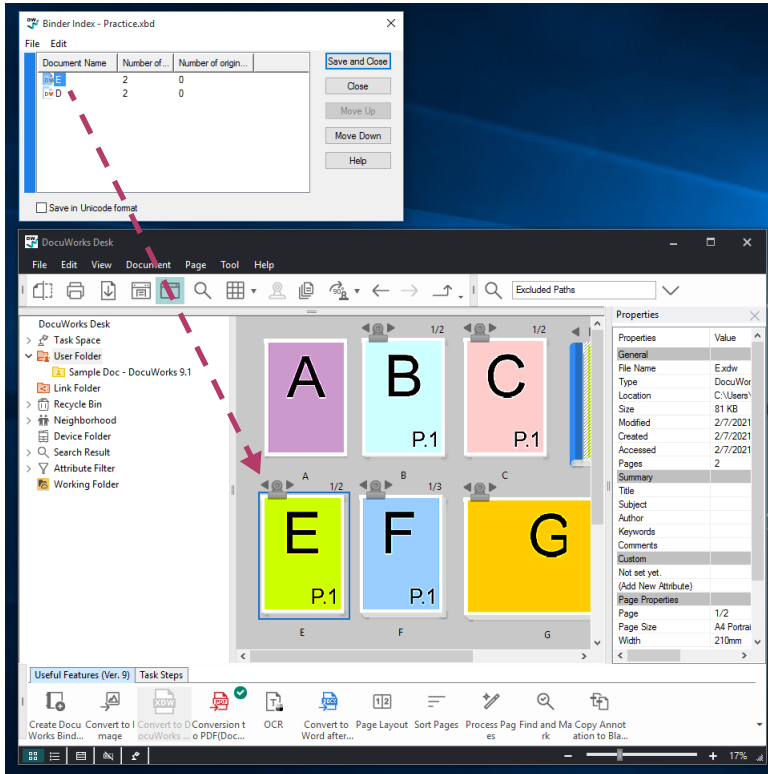 Binder Index - Practice.xbd
File Edit
Document Name Number of... Number of origin...
E 2 0
D 2 0
Save and Close
Close
Move Up
Move Down
Help
Save in Unicode format
DocuWorks Desk
File Edit View Document Page Tool Help
Excluded Paths
DocuWorks Desk
Task Space
User Folder
Sample Doc - DocuWorks 9.1
Link Folder
Recycle Bin
Neighborhood
Device Folder
Search Result
Attribute Filter
Working Folder
1/2 1/2
A B C
P.1 P.1
A B C
1/2 1/3
E F G
P.1 P.1
E F G
Properties
Properties Value
General
File Name E.xdw
Type DocuWor
Location C:\Users\
Size 81 KB
Modified 2/7/2021
Created 2/7/2021
Accessed 2/7/2021
Pages 2
Summary
Title
Subject
Author
Keywords
Comments
Custom
Not set yet.
(Add New Attribute)
Page Properties
Page 1/2
Page Size A4 Portrai
Width 210mm
Useful Features (Ver. 9) Task Steps
Create Docu Convert to I Convert to D Conversion t OCR Convert to Page Layout Sort Pages Process Pag Find and Ma Copy Annot
Works Bind... mage ocuWorks ... o PDF(Doc... Word after... es rk ation to Bla...
17%